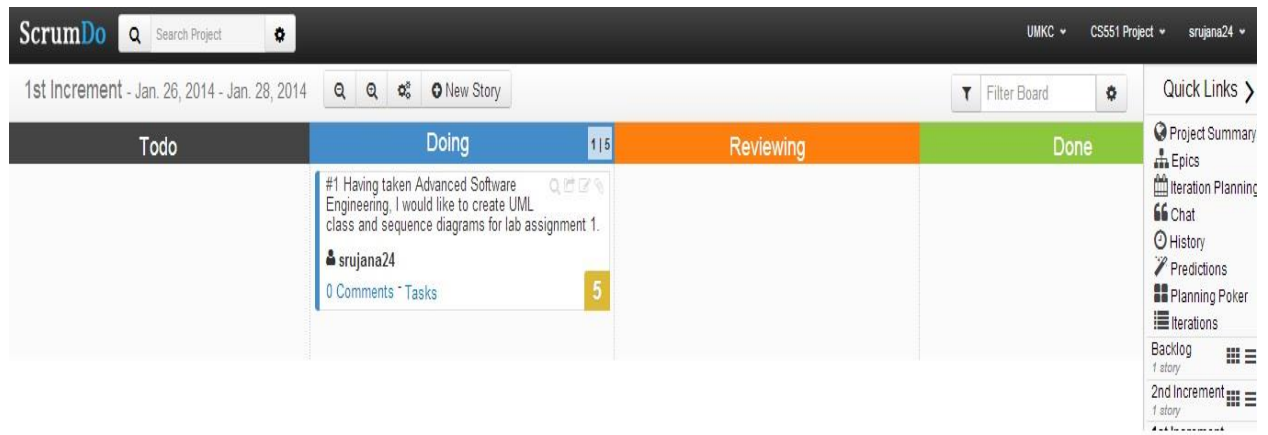 ScrumDo Search Project UMKC CS551 Project srujana24
1st Increment - Jan. 26, 2014 - Jan. 28, 2014 New Story Filter Board Quick Links
Todo Doing 1 | 5 Reviewing Done
#1 Having taken Advanced Software
Engineering, I would like to create UML
class and sequence diagrams for lab assignment 1.
srujana24
0 Comments - Tasks 5
Project Summary
Epics
Iteration Planning
Chat
History
Predictions
Planning Poker
Iterations
Backlog
1 story
2nd Increment
1 story